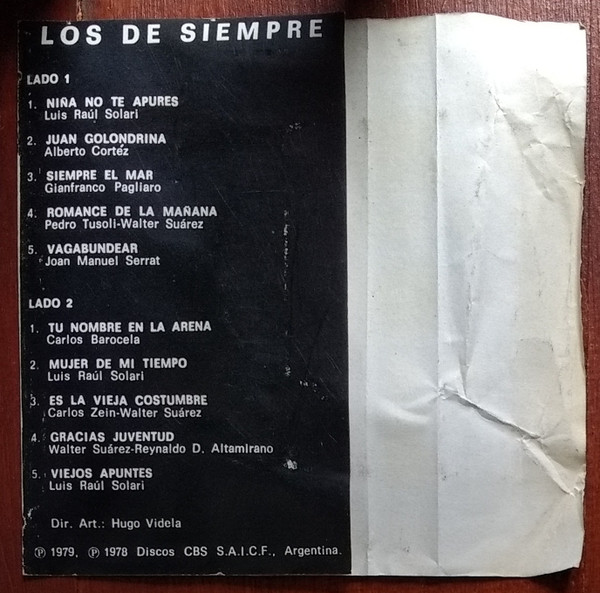 LOS DE SIEMPRE
LADO 1
1. NIÑA NO TE APURES
Luis Raúl Solari
2. JUAN GOLONDRINA
Alberto Cortéz
3. SIEMPRE EL MAR
Gianfranco Pagliaro
4. ROMANCE DE LA MAÑANA
Pedro Tusoli-Walter Suárez
5. VAGABUNDEAR
Joan Manuel Serrat
LADO 2
1. TU NOMBRE EN LA ARENA
Carlos Barocela
2. MUJER DE MI TIEMPO
Luis Raúl Solari
3. ES LA VIEJA COSTUMBRE
Carlos Zein-Walter Suárez
4. GRACIAS JUVENTUD
Walter Suárez-Reynaldo D. Altamirano
5. VIEJOS APUNTES
Luis Raúl Solari
Dir. Art.: Hugo Videla
℗ 1979, ℗ 1978 Discos CBS S.A.I.C.F., Argentina.